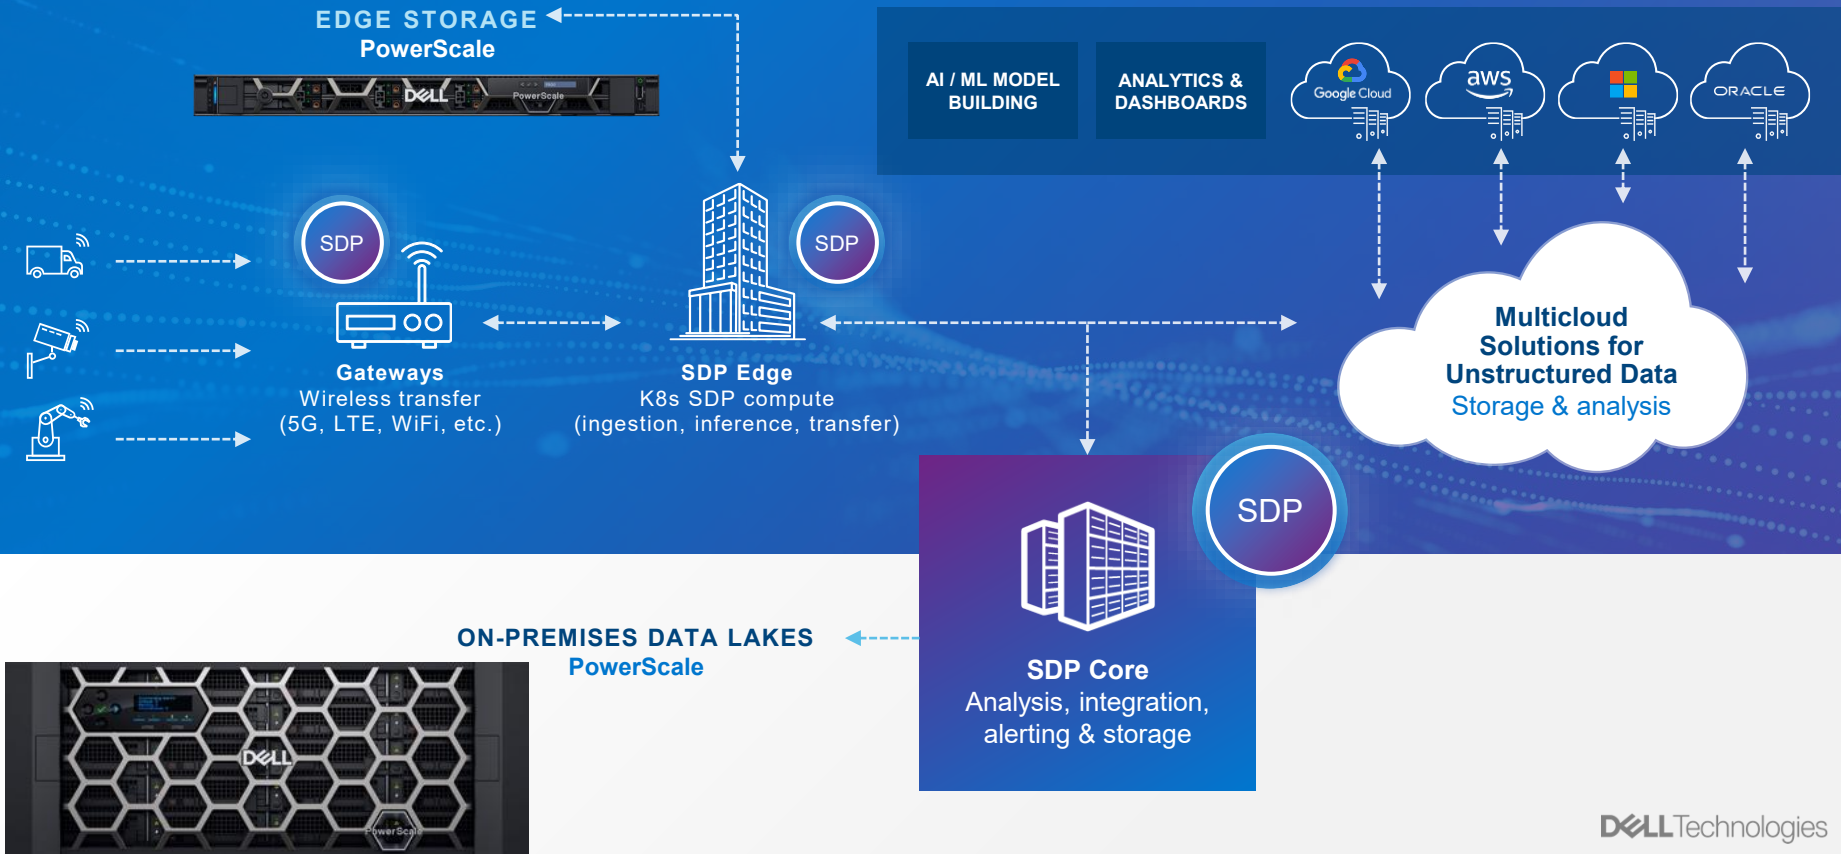 EDGE STORAGE
PowerScale
DELL
PowerScale
AI / ML MODEL
BUILDING
ANALYTICS &
DASHBOARDS
Google Cloud
aws
ORACLE
SDP
SDP
Gateways
Wireless transfer
(5G, LTE, WiFi, etc.)
SDP Edge
K8s SDP compute
(ingestion, inference, transfer)
Multicloud
Solutions for
Unstructured Data
Storage & analysis
SDP
SDP Core
Analysis, integration,
alerting & storage
ON-PREMISES DATA LAKES
PowerScale
DELL
PowerScale
DELL Technologies